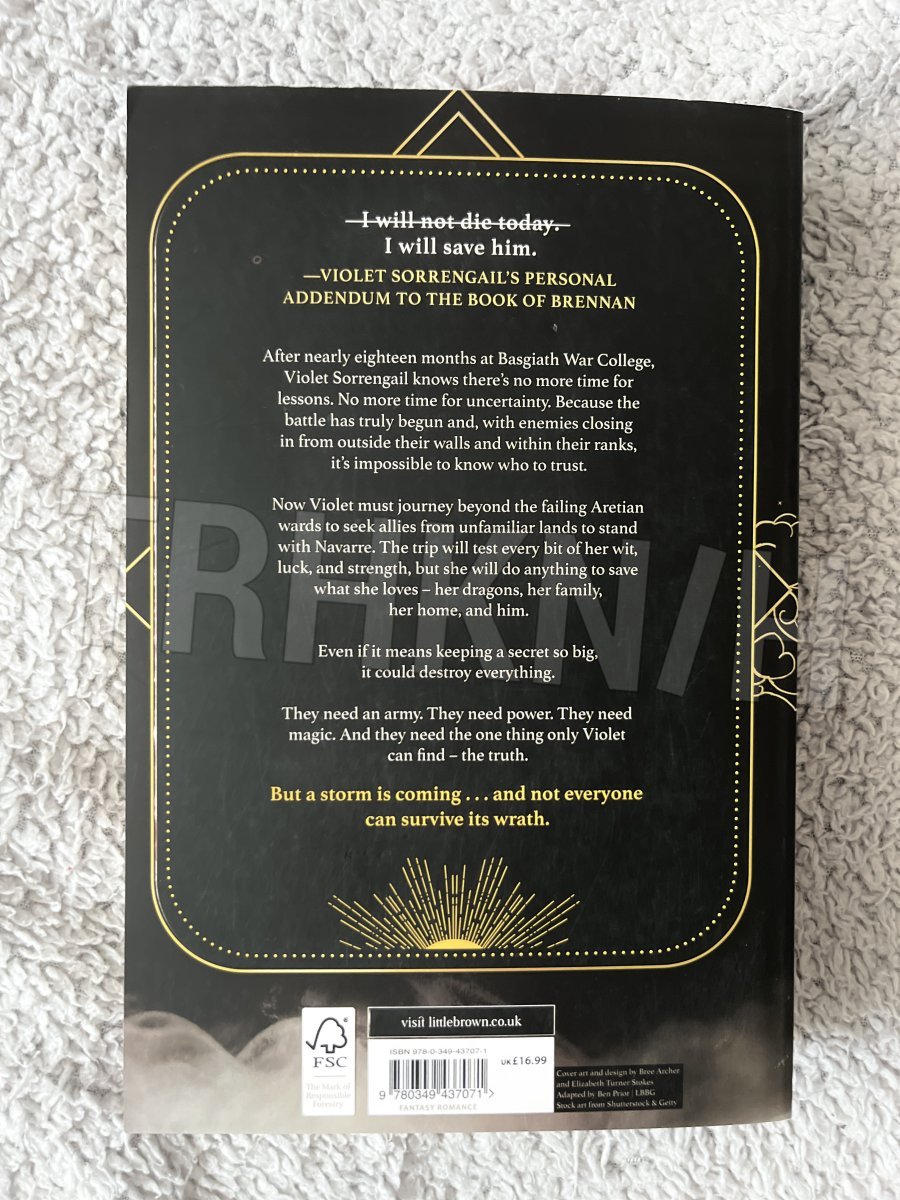 I will not die today.
I will save him.
—VIOLET SORRENGAIL'S PERSONAL
ADDENDUM TO THE BOOK OF BRENNAN
After nearly eighteen months at Basgiath War College,
Violet Sorrengail knows there's no more time for
lessons. No more time for uncertainty. Because the
battle has truly begun and, with enemies closing
in from outside their walls and within their ranks,
it's impossible to know who to trust.
Now Violet must journey beyond the failing Aretian
wards to seek allies from unfamiliar lands to stand
with Navarre. The trip will test every bit of her wit,
luck, and strength, but she will do anything to save
what she loves – her dragons, her family,
her home, and him.
Even if it means keeping a secret so big,
it could destroy everything.
They need an army. They need power. They need
magic. And they need the one thing only Violet
can find – the truth.
But a storm is coming . . . and not everyone
can survive its wrath.
FSC
The Mark of
Responsible
Forestry
visit littlebrown.co.uk
ISBN 978-0-349-43707-1
UK £16.99
9 780349 437071 >
FANTASY ROMANCE
Cover art and design by Bree Archer
and Elizabeth Turner Stokes
Adapted by Ben Prior | LBBG
Stock art from Shutterstock & Getty